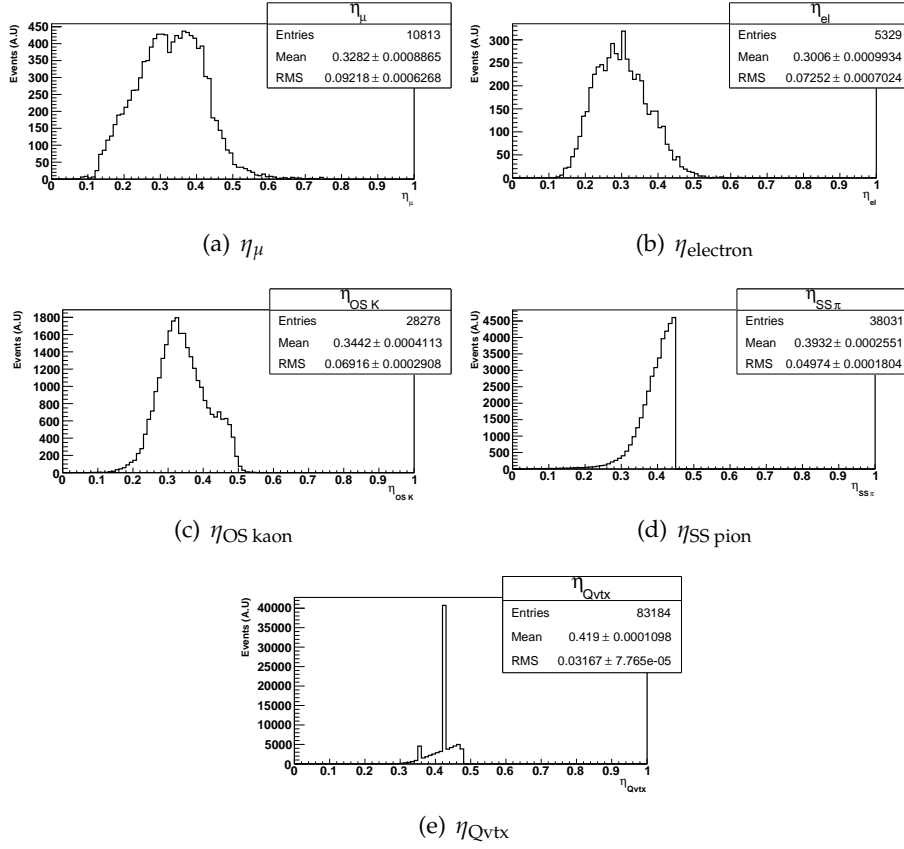 η_μ
Entries 10813
Mean 0.3282 ± 0.0008865
RMS 0.09218 ± 0.0006268
Events (A.U)
450
400
350
300
250
200
150
100
50
0
0 0.1 0.2 0.3 0.4 0.5 0.6 0.7 0.8 0.9 1
η_μ
(a) η_μ
η_el
Entries 5329
Mean 0.3006 ± 0.0009934
RMS 0.07252 ± 0.0007024
Events (A.U)
300
250
200
150
100
50
0
0 0.1 0.2 0.3 0.4 0.5 0.6 0.7 0.8 0.9 1
η_el
(b) η_electron
η_OS K
Entries 28278
Mean 0.3442 ± 0.0004113
RMS 0.06916 ± 0.0002908
Events (A.U)
1800
1600
1400
1200
1000
800
600
400
200
0
0 0.1 0.2 0.3 0.4 0.5 0.6 0.7 0.8 0.9 1
η_OS K
(c) η_OS kaon
η_SS π
Entries 38031
Mean 0.3932 ± 0.0002551
RMS 0.04974 ± 0.0001804
Events (A.U)
4500
4000
3500
3000
2500
2000
1500
1000
500
0
0 0.1 0.2 0.3 0.4 0.5 0.6 0.7 0.8 0.9 1
η_SS π
(d) η_SS pion
η_Qvtx
Entries 83184
Mean 0.419 ± 0.0001098
RMS 0.03167 ± 7.765e-05
Events (A.U)
40000
35000
30000
25000
20000
15000
10000
5000
0
0 0.1 0.2 0.3 0.4 0.5 0.6 0.7 0.8 0.9 1
η_Qvtx
(e) η_Qvtx